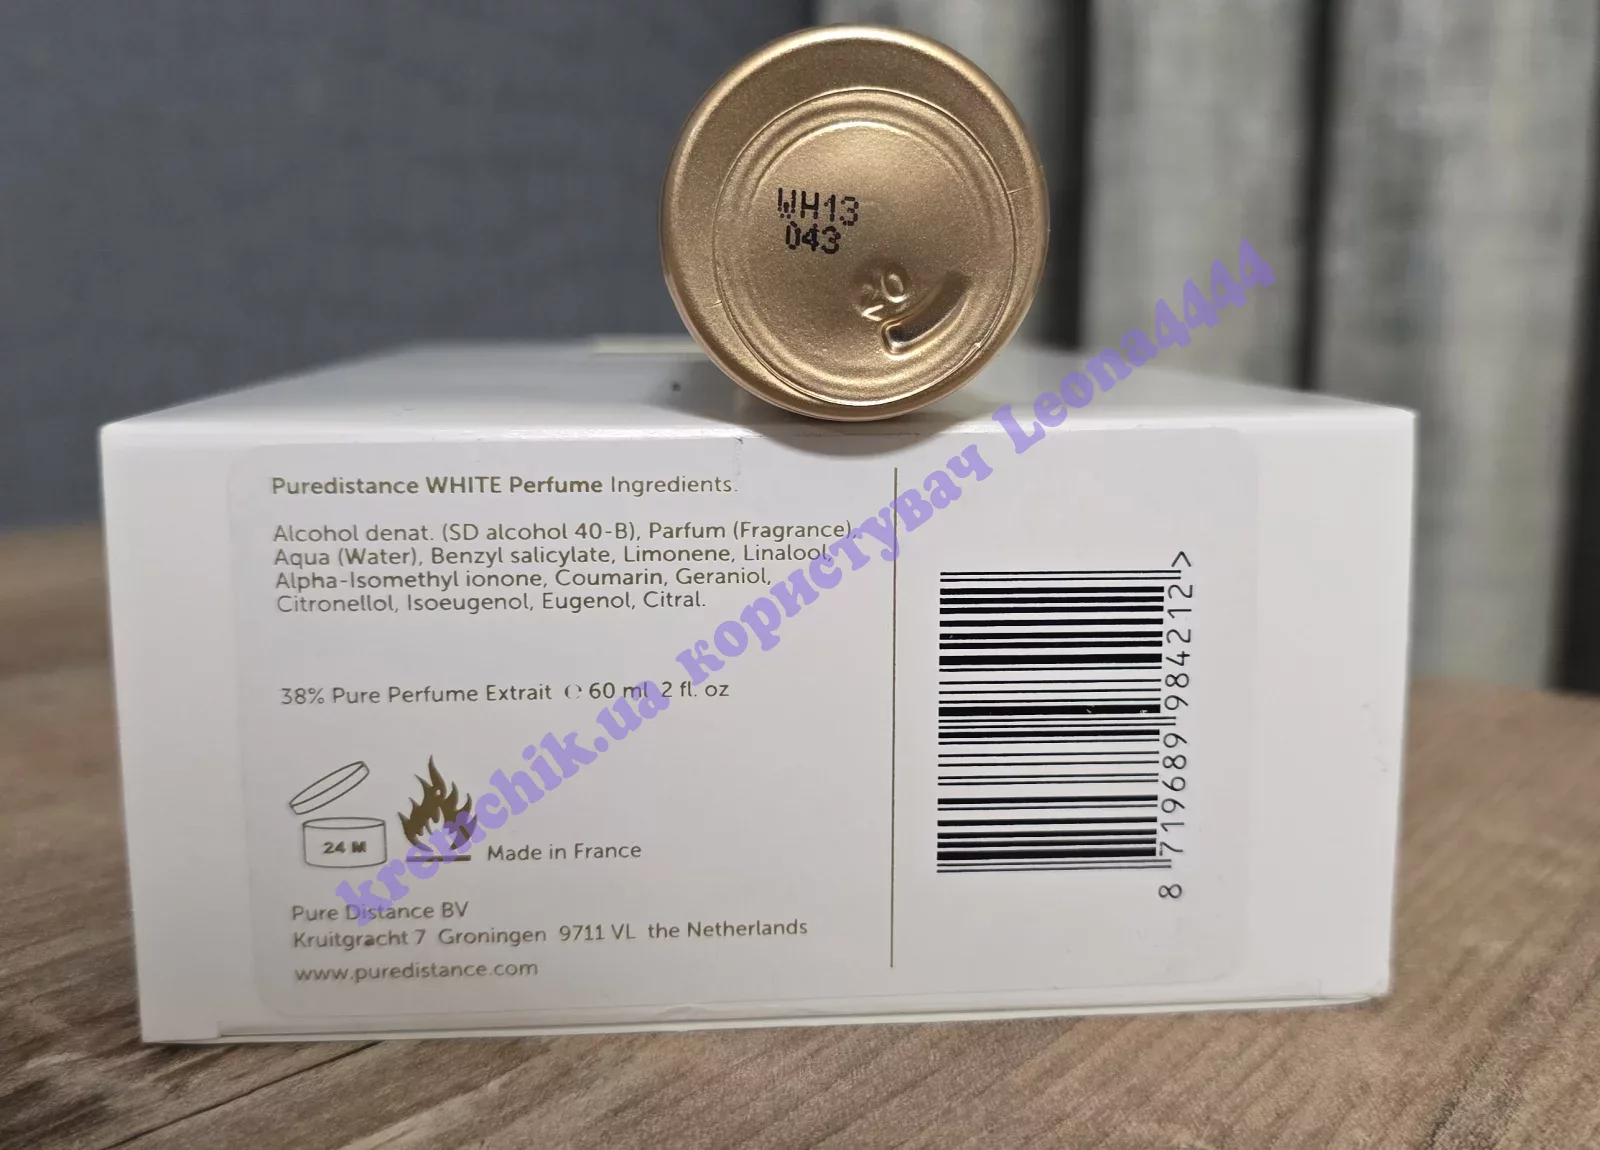 WH13
043
20
Puredistance WHITE Perfume Ingredients.
Alcohol denat. (SD alcohol 40-B), Parfum (Fragrance),
Aqua (Water), Benzyl salicylate, Limonene, Linalool,
Alpha-Isomethyl ionone, Coumarin, Geraniol,
Citronellol, Isoeugenol, Eugenol, Citral.
38% Pure Perfume Extrait ℮ 60 ml 2 fl. oz
24 M
Made in France
Pure Distance BV
Kruitgracht 7 Groningen 9711 VL the Netherlands
www.puredistance.com
8 719689 984212 >
kremchik.ua користувач Leona4444